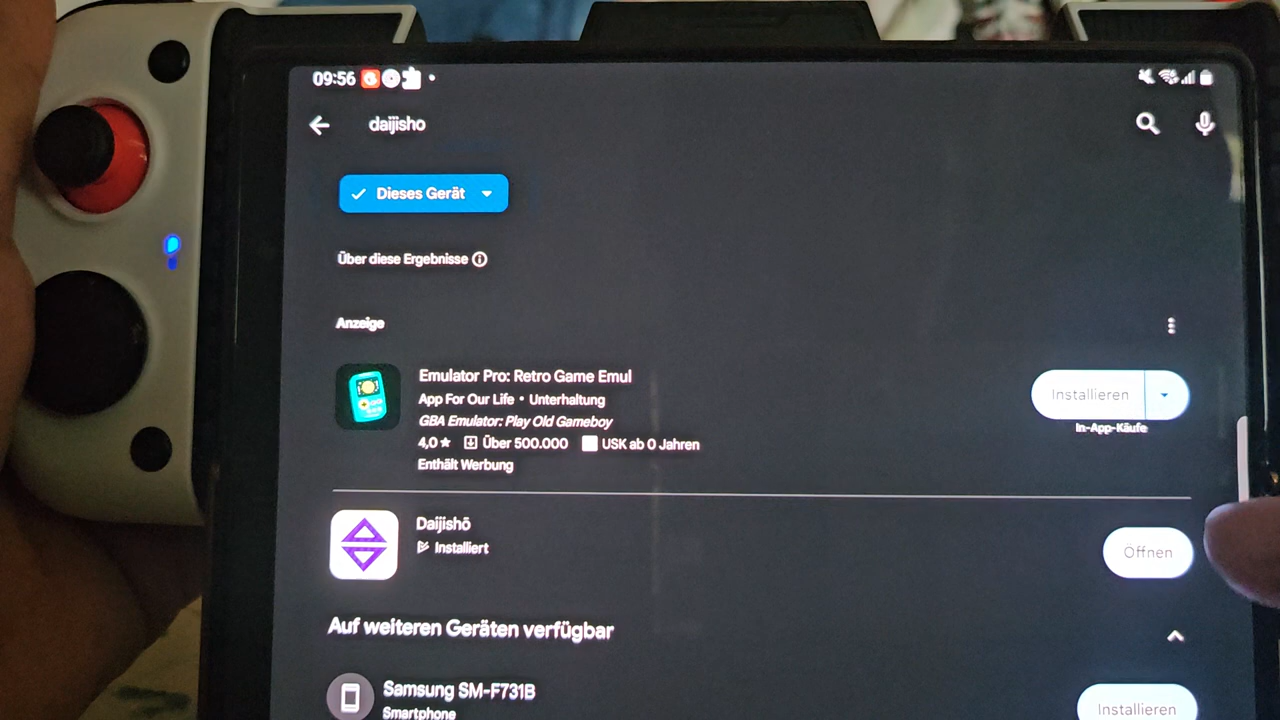 09:56
daijisho
Dieses Gerät
Über diese Ergebnisse
Anzeige
Emulator Pro: Retro Game Emul
App For Our Life • Unterhaltung
GBA Emulator: Play Old Gameboy
4,0 ★ Über 500.000 USK ab 0 Jahren
Enthält Werbung
Installieren
In-App-Käufe
Daijishō
Installiert
Öffnen
Auf weiteren Geräten verfügbar
Samsung SM-F731B
Smartphone
Installieren